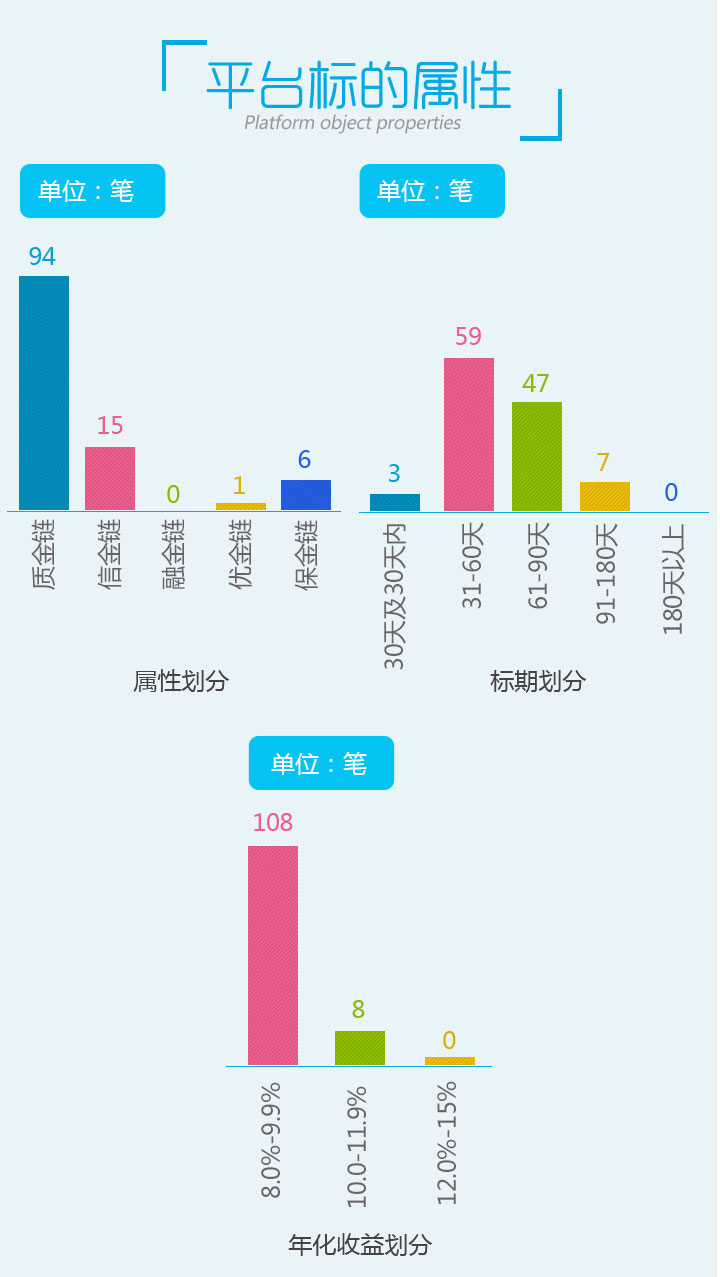 平台标的属性
Platform object properties
单位：笔
94
15
0
1
6
质金链
信金链
融金链
优金链
保金链
属性划分
单位：笔
3
59
47
7
0
30天及30天内
31-60天
61-90天
91-180天
180天以上
标期划分
单位：笔
108
8
0
8.0%-9.9%
10.0-11.9%
12.0%-15%
年化收益划分